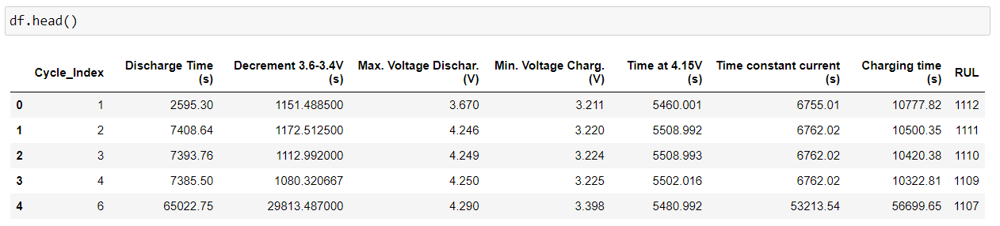 df.head()
Cycle_Index Discharge Time (s) Decrement 3.6-3.4V (s) Max. Voltage Dischar. (V) Min. Voltage Charg. (V) Time at 4.15V (s) Time constant current (s) Charging time (s) RUL
0 1 2595.30 1151.488500 3.670 3.211 5460.001 6755.01 10777.82 1112
1 2 7408.64 1172.512500 4.246 3.220 5508.992 6762.02 10500.35 1111
2 3 7393.76 1112.992000 4.249 3.224 5508.993 6762.02 10420.38 1110
3 4 7385.50 1080.320667 4.250 3.225 5502.016 6762.02 10322.81 1109
4 6 65022.75 29813.487000 4.290 3.398 5480.992 53213.54 56699.65 1107